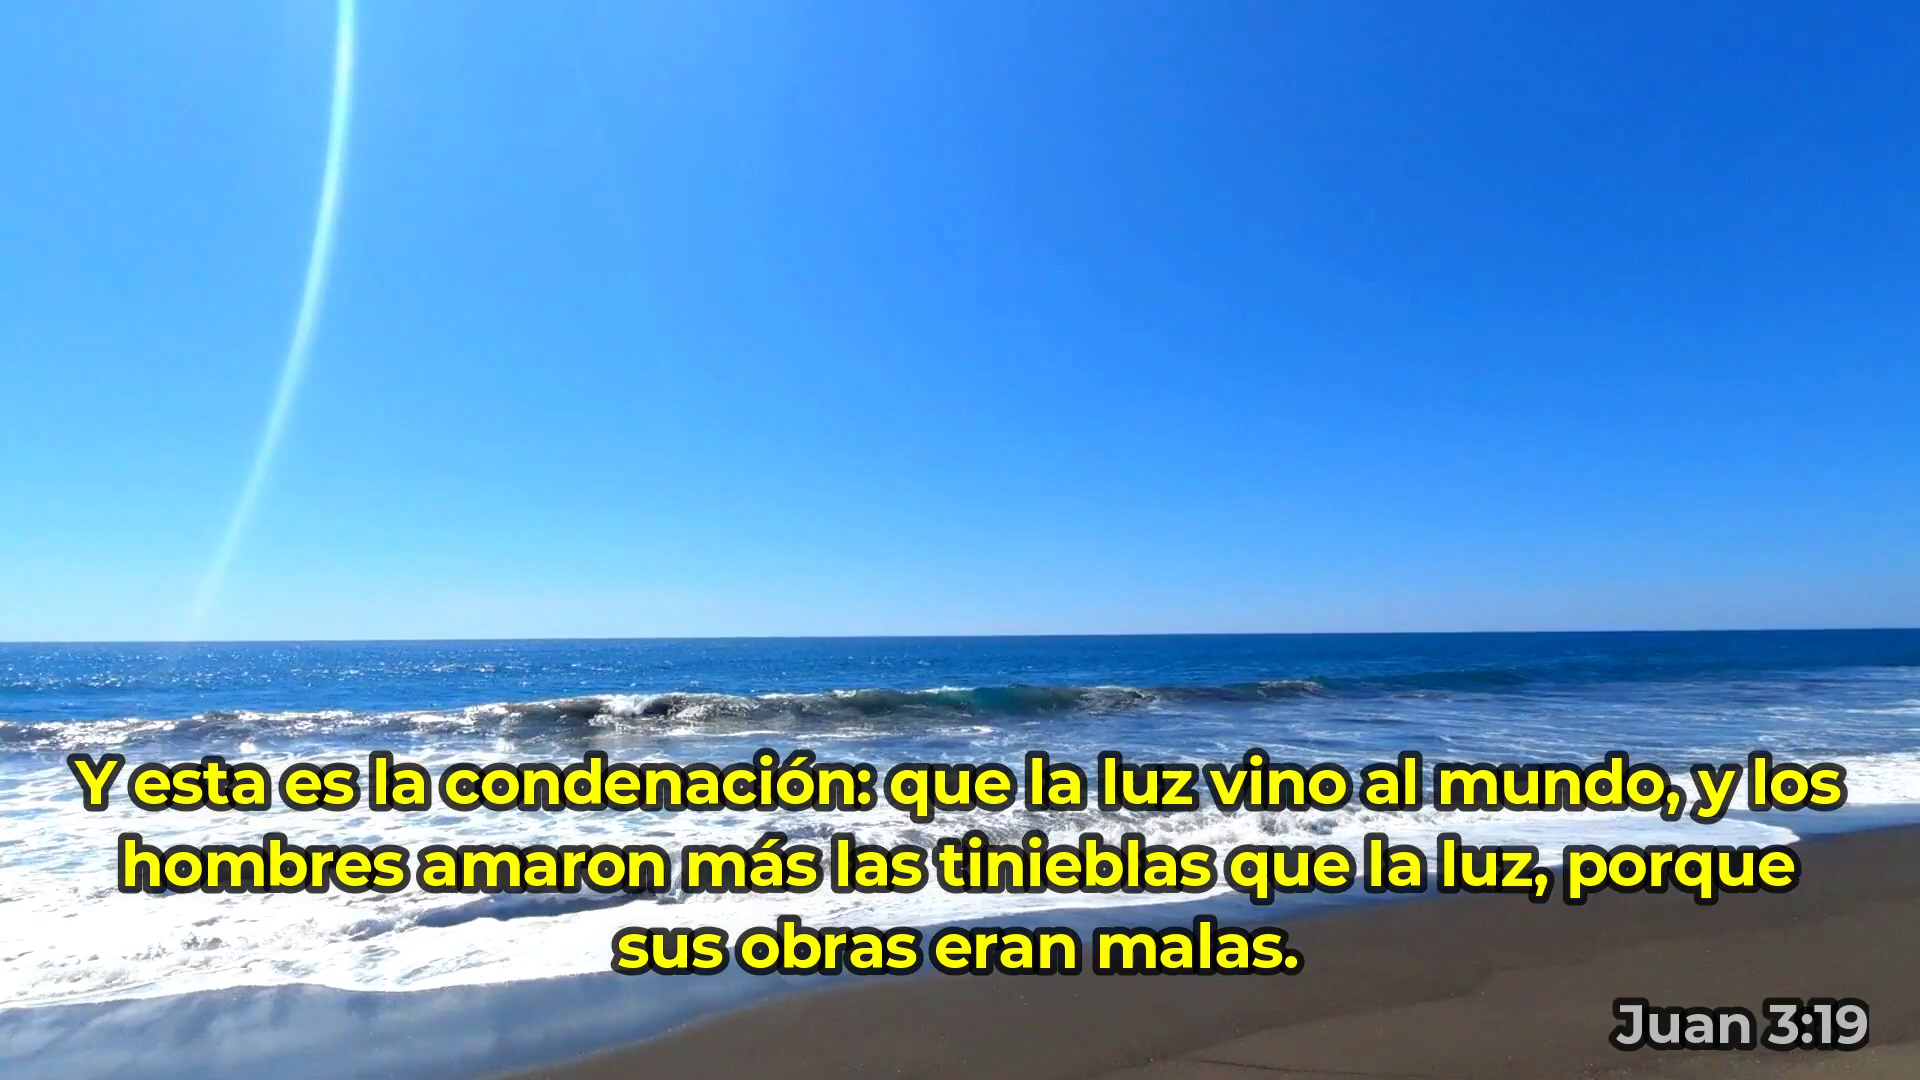 Y esta es la condenación: que la luz vino al mundo, y los
hombres amaron más las tinieblas que la luz, porque
sus obras eran malas.
Juan 3:19